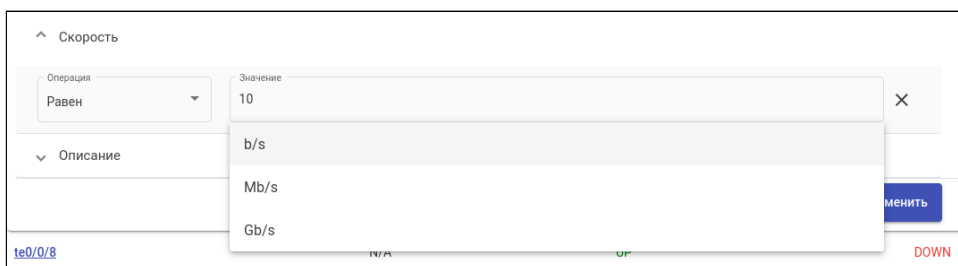 Скорость
Операция
Значение
Равен
10
b/s
Описание
Mb/s
менить
Gb/s
te0/0/8
N/A
UP
DOWN